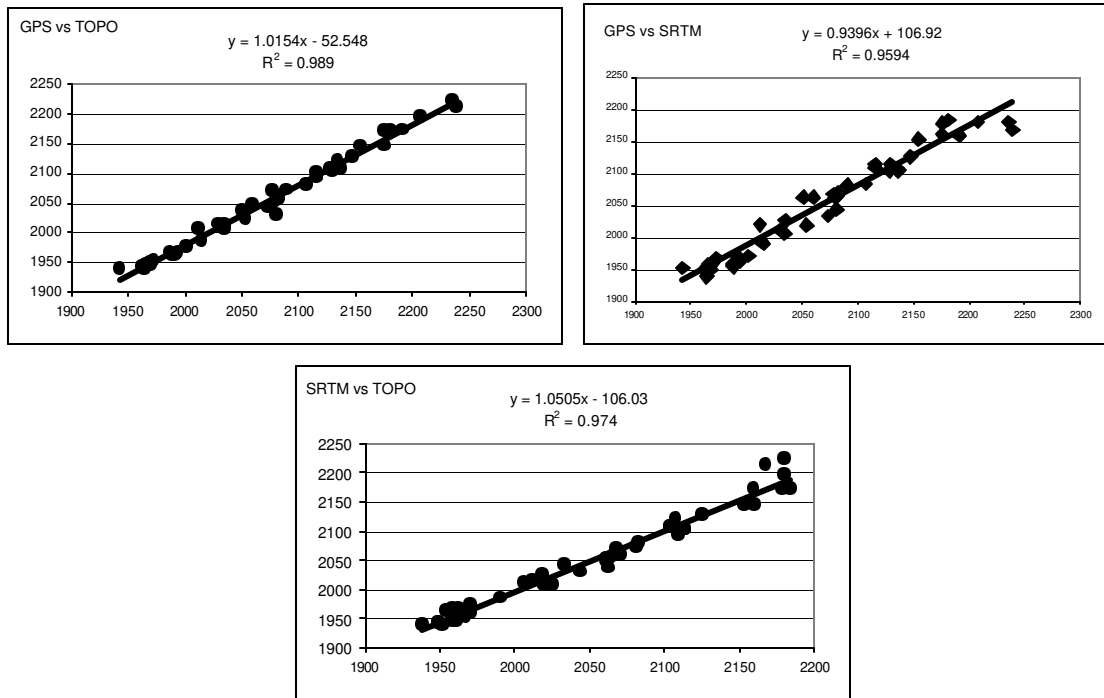 GPS vs TOPO
y = 1.0154x - 52.548
R² = 0.989
2250
2200
2150
2100
2050
2000
1950
1900
1900 1950 2000 2050 2100 2150 2200 2250 2300
GPS vs SRTM
y = 0.9396x + 106.92
R² = 0.9594
2250
2200
2150
2100
2050
2000
1950
1900
1900 1950 2000 2050 2100 2150 2200 2250 2300
SRTM vs TOPO
y = 1.0505x - 106.03
R² = 0.974
2250
2200
2150
2100
2050
2000
1950
1900
1900 1950 2000 2050 2100 2150 2200